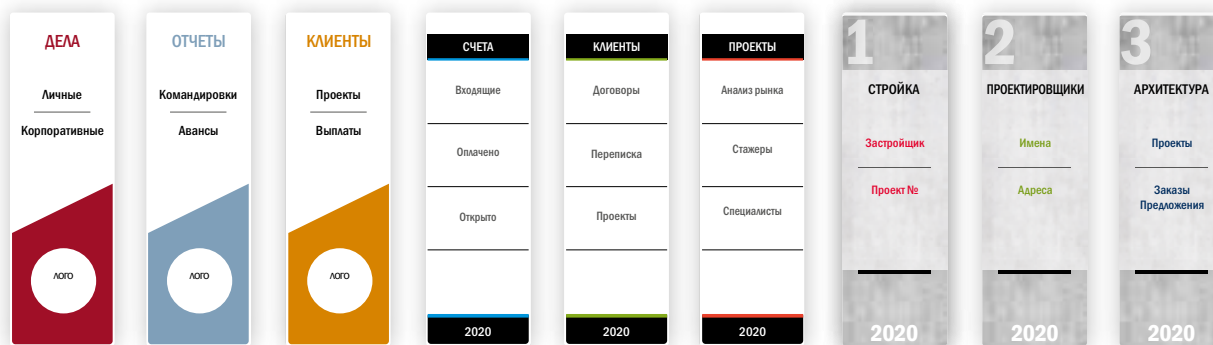 ДЕЛА
Личные
Корпоративные
ЛОГО
ОТЧЕТЫ
Командировки
Авансы
ЛОГО
КЛИЕНТЫ
Проекты
Выплаты
ЛОГО
СЧЕТА
Входящие
Оплачено
Открыто
2020
КЛИЕНТЫ
Договоры
Переписка
Проекты
2020
ПРОЕКТЫ
Анализ рынка
Стажеры
Специалисты
2020
1
СТРОЙКА
Застройщик
Проект №
2020
2
ПРОЕКТИРОВЩИКИ
Имена
Адреса
2020
3
АРХИТЕКТУРА
Проекты
Заказы
Предложения
2020